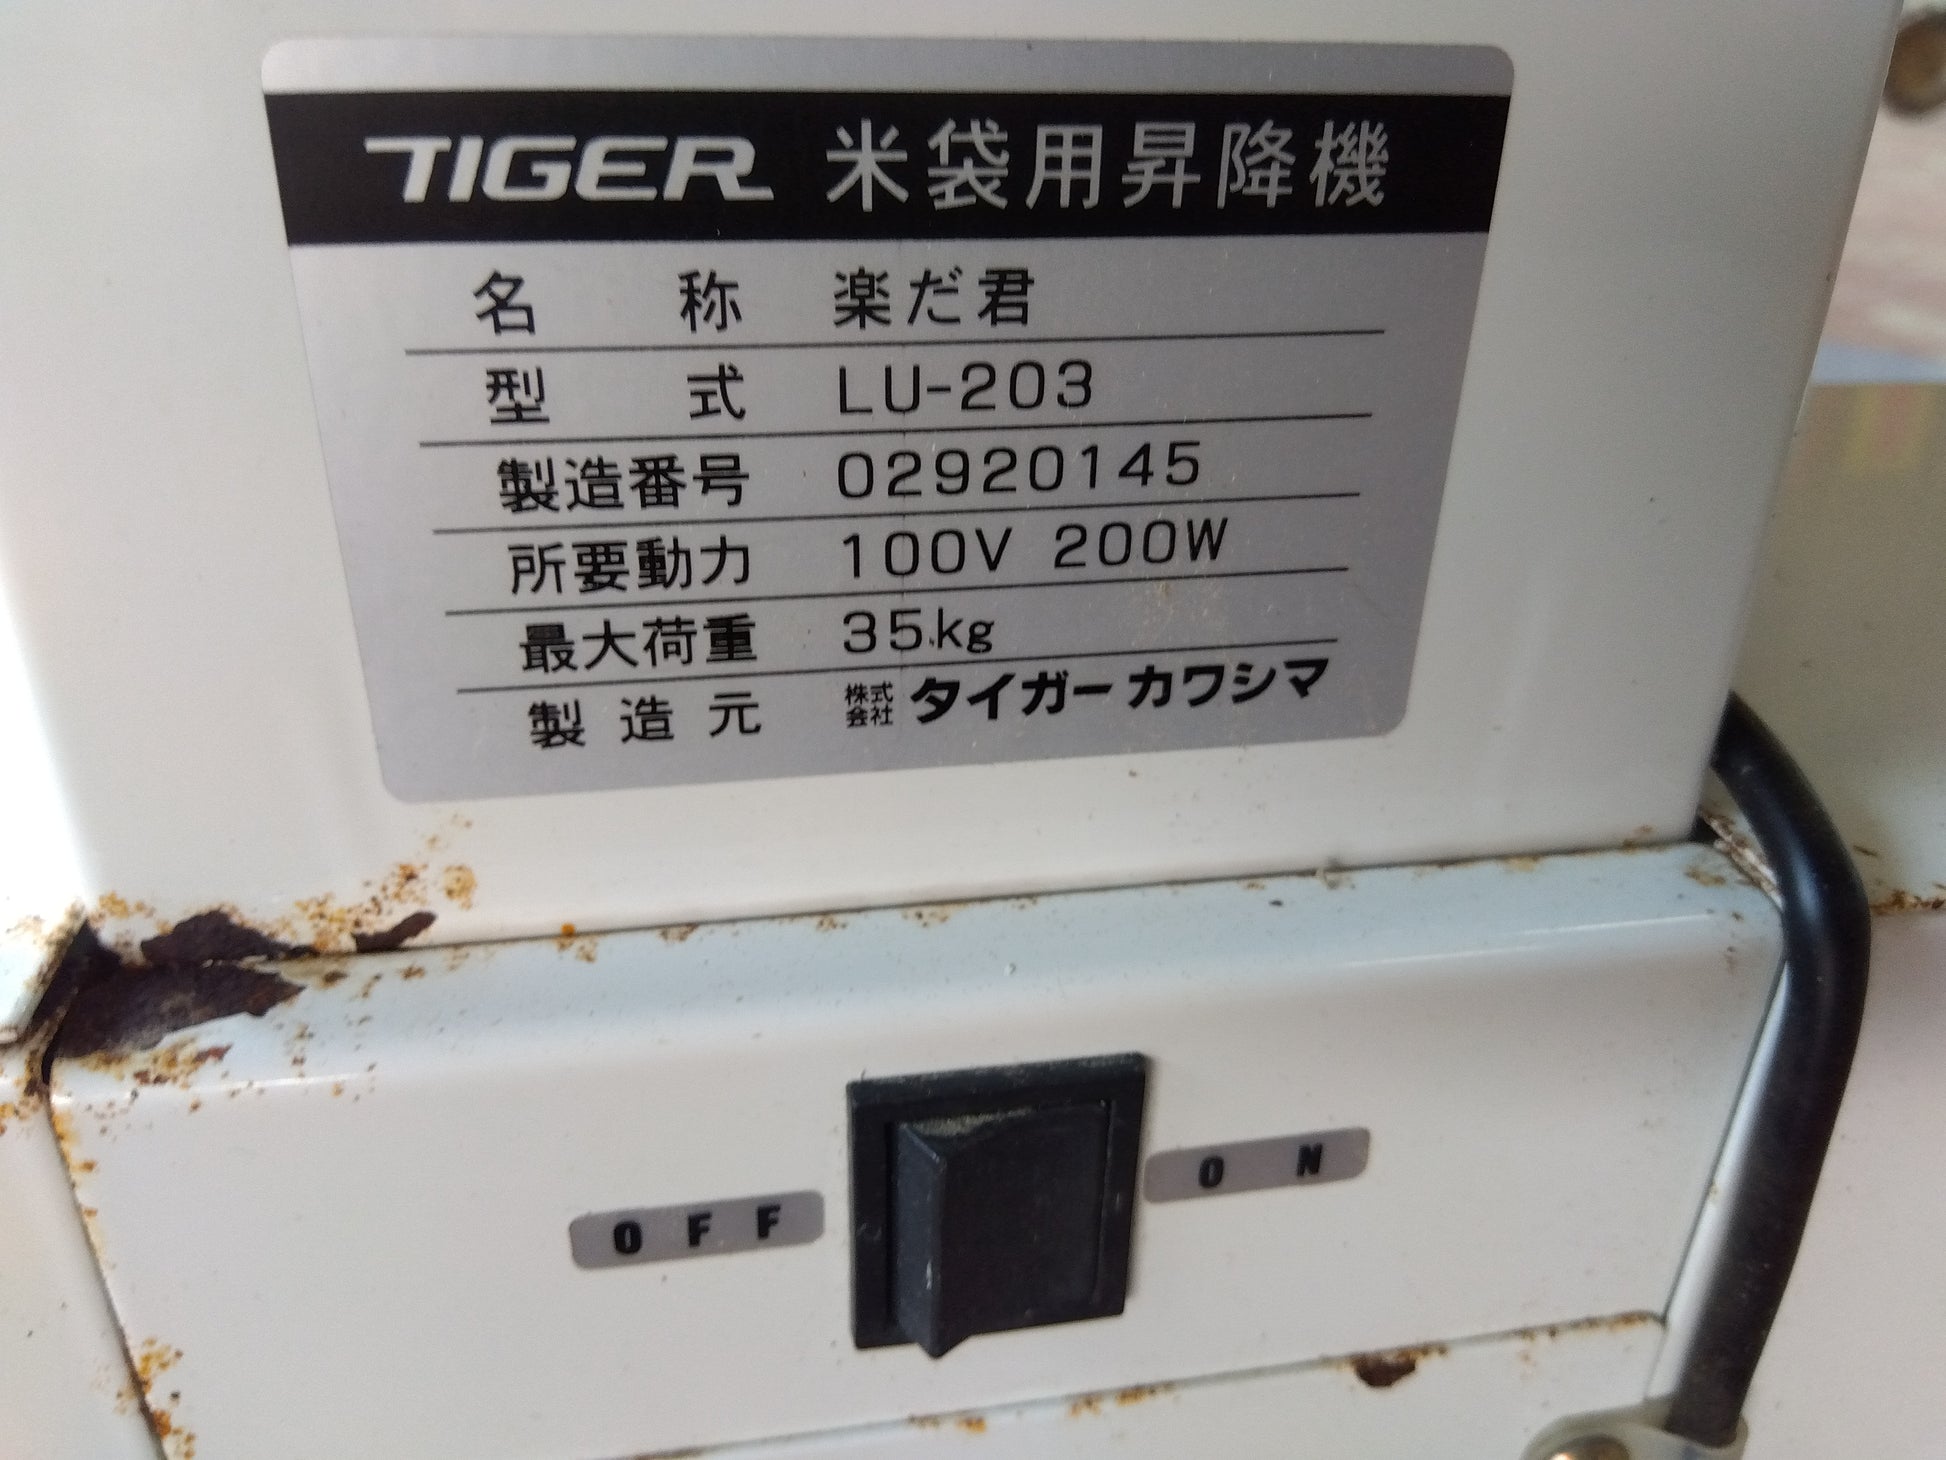 TIGER 米袋用昇降機
名称 楽だ君
型式 LU-203
製造番号 02920145
所要動力 100V 200W
最大荷重 35kg
製造元 株式会社 タイガーカワシマ
OFF ON